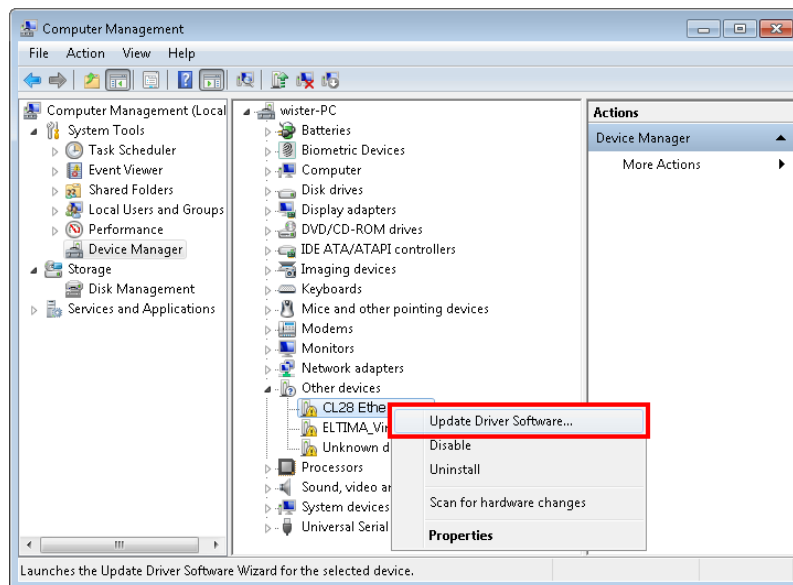 Computer Management
File Action View Help
Computer Management (Local
System Tools
Task Scheduler
Event Viewer
Shared Folders
Local Users and Groups
Performance
Device Manager
Storage
Disk Management
Services and Applications
wister-PC
Batteries
Biometric Devices
Computer
Disk drives
Display adapters
DVD/CD-ROM drives
IDE ATA/ATAPI controllers
Imaging devices
Keyboards
Mice and other pointing devices
Modems
Monitors
Network adapters
Other devices
CL28 Ethe
ELTIMA_Vir
Unknown d
Processors
Sound, video ar
System devices
Universal Serial
Update Driver Software...
Disable
Uninstall
Scan for hardware changes
Properties
Actions
Device Manager
More Actions
Launches the Update Driver Software Wizard for the selected device.